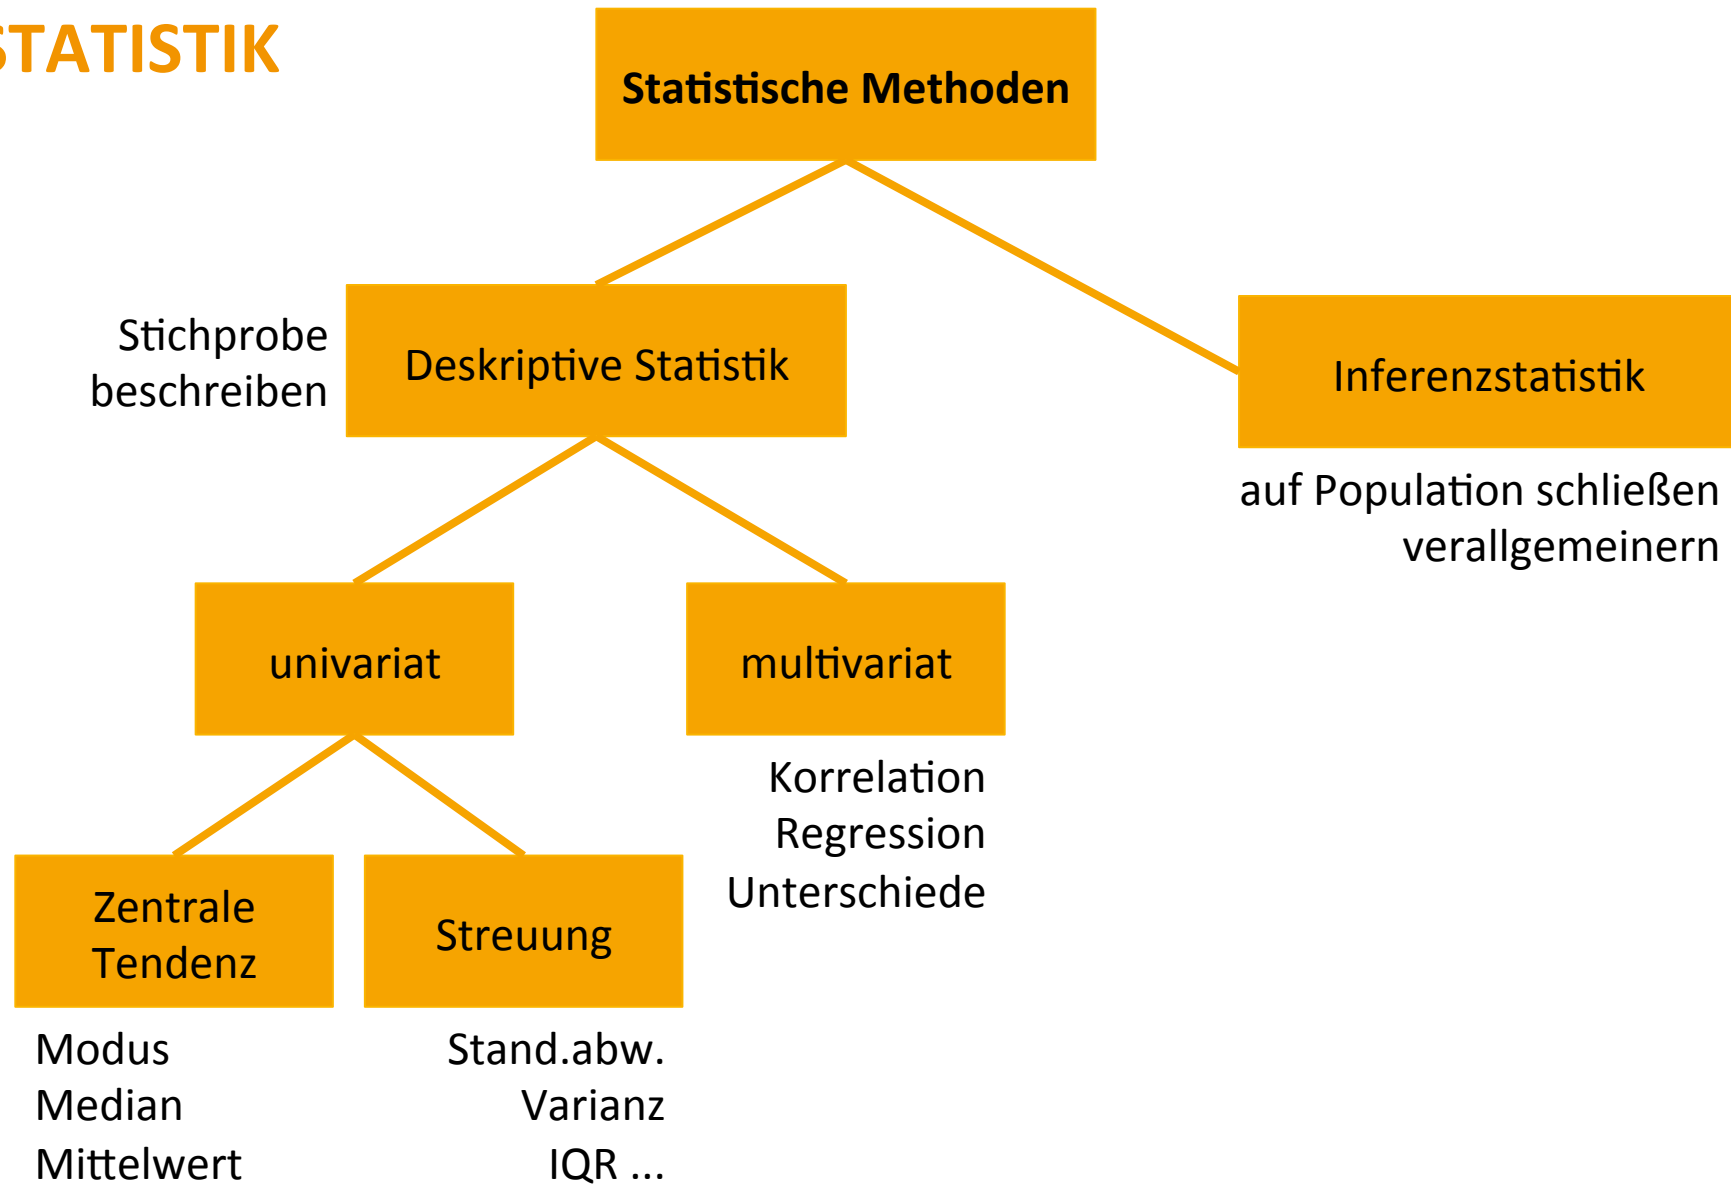 STATISTIK
Statistische Methoden
Stichprobe
beschreiben
Deskriptive Statistik
Inferenzstatistik
auf Population schließen
verallgemeinern
univariat
multivariat
Korrelation
Regression
Unterschiede
Zentrale
Tendenz
Streuung
Modus
Median
Mittelwert
Stand.abw.
Varianz
IQR ...